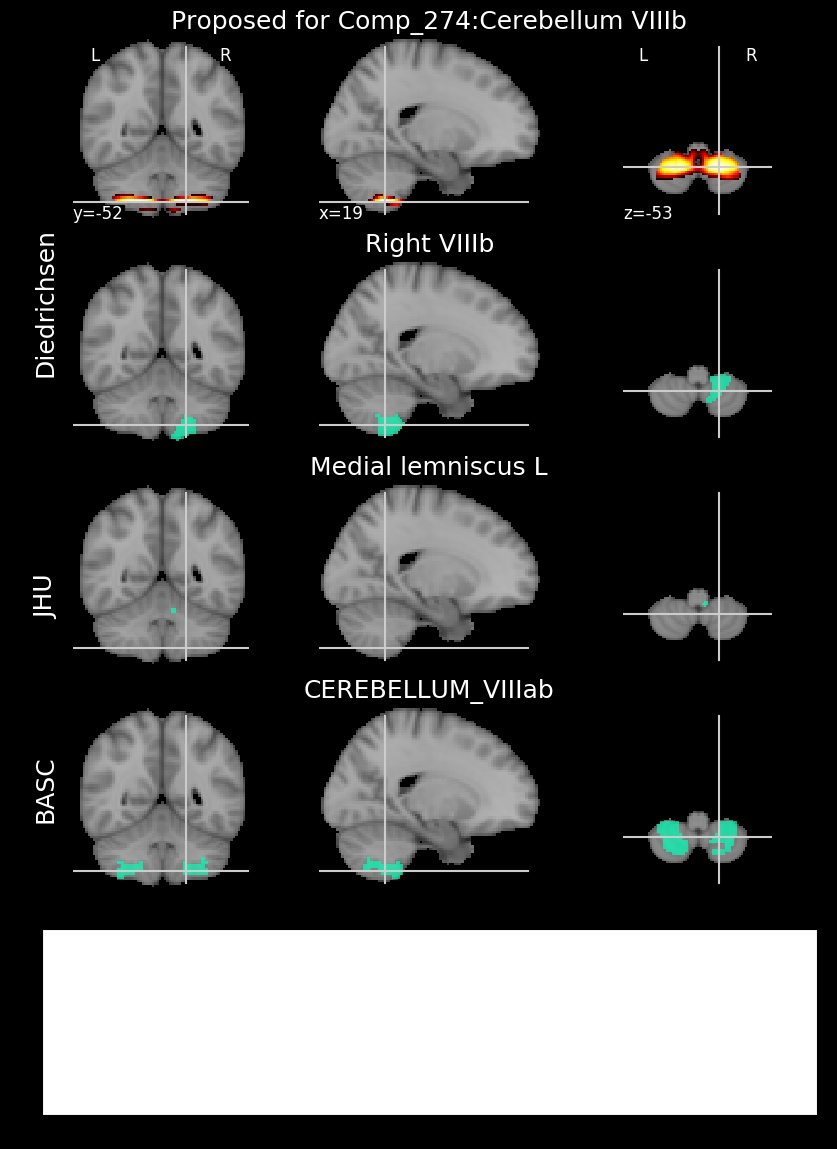 Proposed for Comp_274:Cerebellum VIIIb
L R L R
y=-52 x=19 z=-53
Diedrichsen
Right VIIIb
JHU
Medial lemniscus L
BASC
CEREBELLUM_VIIIab